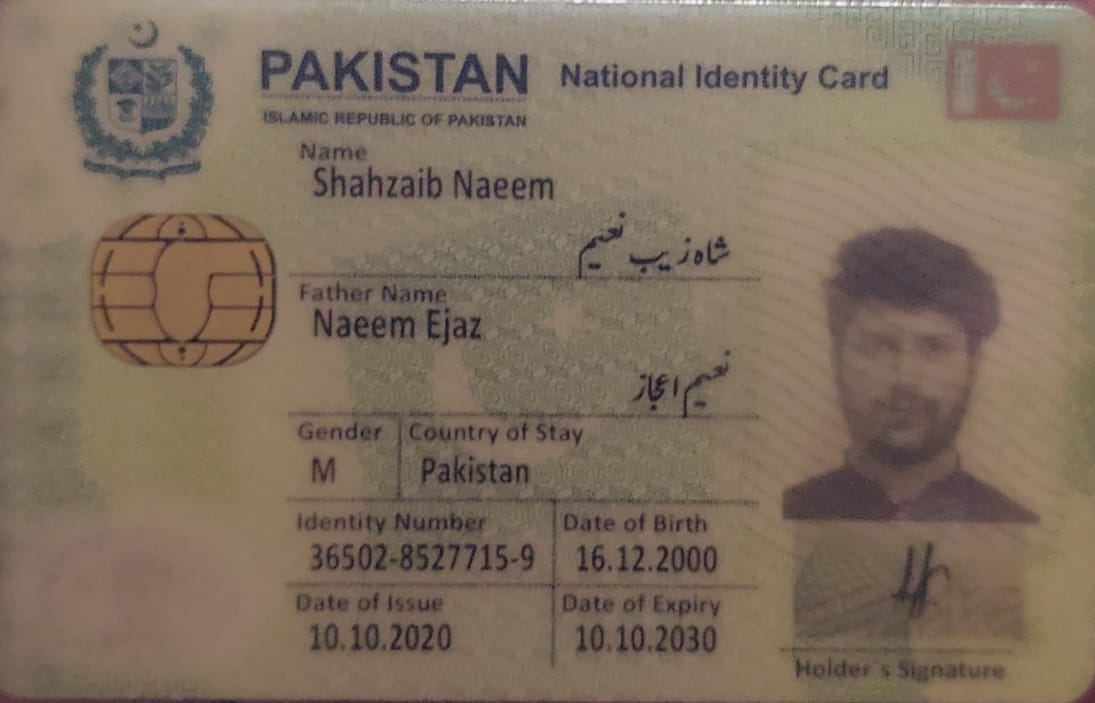 PAKISTAN National Identity Card
ISLAMIC REPUBLIC OF PAKISTAN
Name
Shahzaib Naeem
شاہ زیب نعیم
Father Name
Naeem Ejaz
نعیم اعجاز
Gender Country of Stay
M Pakistan
Identity Number Date of Birth
36502-8527715-9 16.12.2000
Date of Issue Date of Expiry
10.10.2020 10.10.2030
Holder's Signature